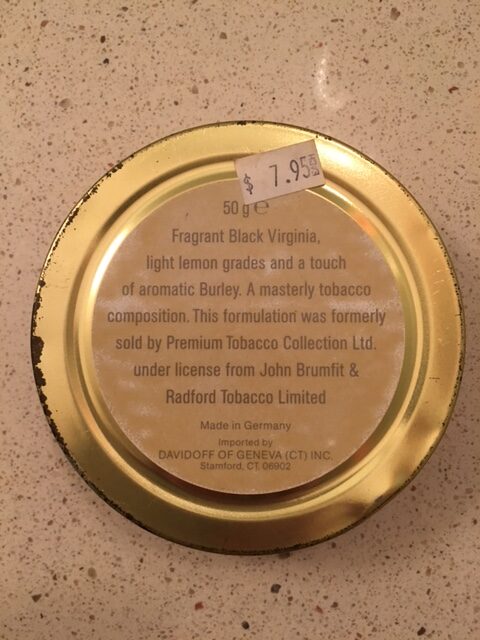 $ 7.95
50 g ℮
Fragrant Black Virginia,
light lemon grades and a touch
of aromatic Burley. A masterly tobacco
composition. This formulation was formerly
sold by Premium Tobacco Collection Ltd.
under license from John Brumfit &
Radford Tobacco Limited
Made in Germany
Imported by
DAVIDOFF OF GENEVA (CT) INC.
Stamford, CT. 06902